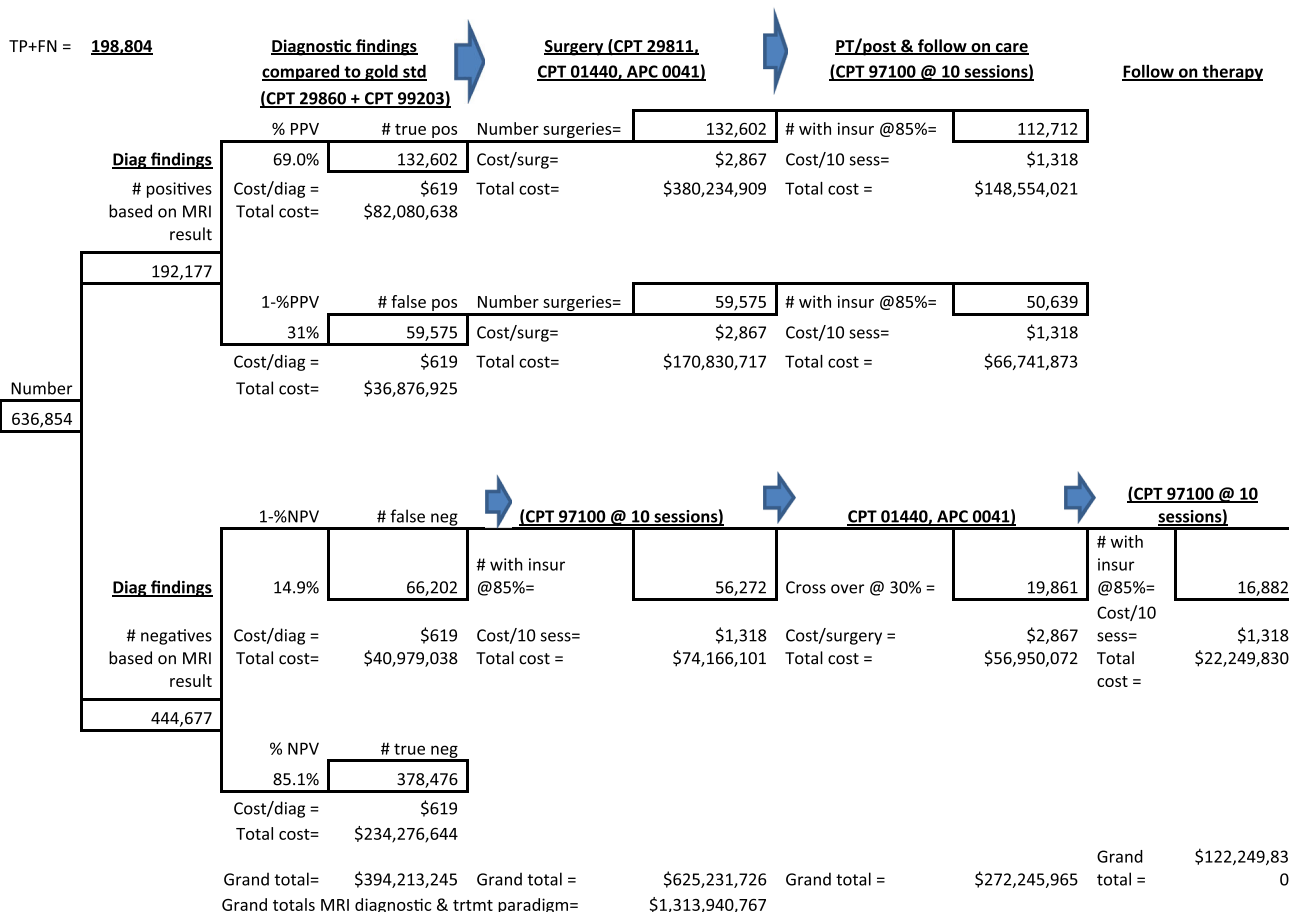 TP+FN = 198,804 Diagnostic findings Surgery (CPT 29811, PT/post & follow on care
compared to gold std CPT 01440, APC 0041) (CPT 97100 @ 10 sessions) Follow on therapy
(CPT 29860 + CPT 99203)
% PPV # true pos Number surgeries= 132,602 # with insur @85%= 112,712
Diag findings 69.0% 132,602 Cost/surg= $2,867 Cost/10 sess= $1,318
# positives Cost/diag = $619 Total cost= $380,234,909 Total cost = $148,554,021
based on MRI Total cost= $82,080,638
result
192,177
1-%PPV # false pos Number surgeries= 59,575 # with insur @85%= 50,639
31% 59,575 Cost/surg= $2,867 Cost/10 sess= $1,318
Cost/diag = $619 Total cost= $170,830,717 Total cost = $66,741,873
Number Total cost= $36,876,925
636,854
(CPT 97100 @ 10
1-%NPV # false neg (CPT 97100 @ 10 sessions) CPT 01440, APC 0041) sessions)
# with
# with insur insur
Diag findings 14.9% 66,202 @85%= 56,272 Cross over @ 30% = 19,861 @85%= 16,882
Cost/10
# negatives Cost/diag = $619 Cost/10 sess= $1,318 Cost/surgery = $2,867 sess= $1,318
based on MRI Total cost= $40,979,038 Total cost = $74,166,101 Total cost = $56,950,072 Total $22,249,830
result cost =
444,677
% NPV # true neg
85.1% 378,476
Cost/diag = $619
Total cost= $234,276,644
Grand $122,249,83
Grand total= $394,213,245 Grand total = $625,231,726 Grand total = $272,245,965 total = 0
Grand totals MRI diagnostic & trtmt paradigm= $1,313,940,767